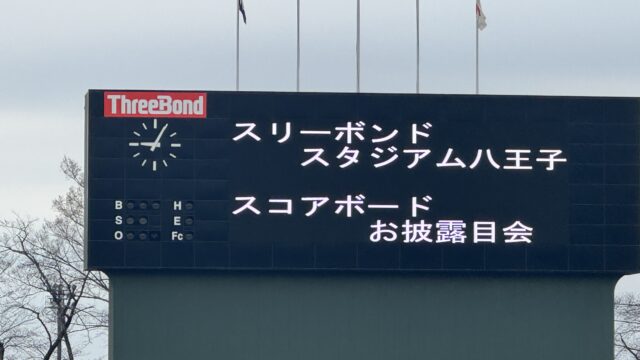 ThreeBond
スリーボンド
スタジアム八王子
スコアボード
お披露目会
B H
S E
O Fc